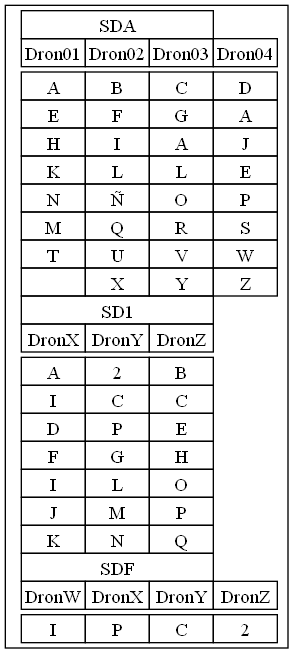 SDA
Dron01 Dron02 Dron03 Dron04
A B C D
E F G A
H I A J
K L L E
N Ñ O P
M Q R S
T U V W
X Y Z
SD1
DronX DronY DronZ
A 2 B
I C C
D P E
F G H
I L O
J M P
K N Q
SDF
DronW DronX DronY DronZ
I P C 2